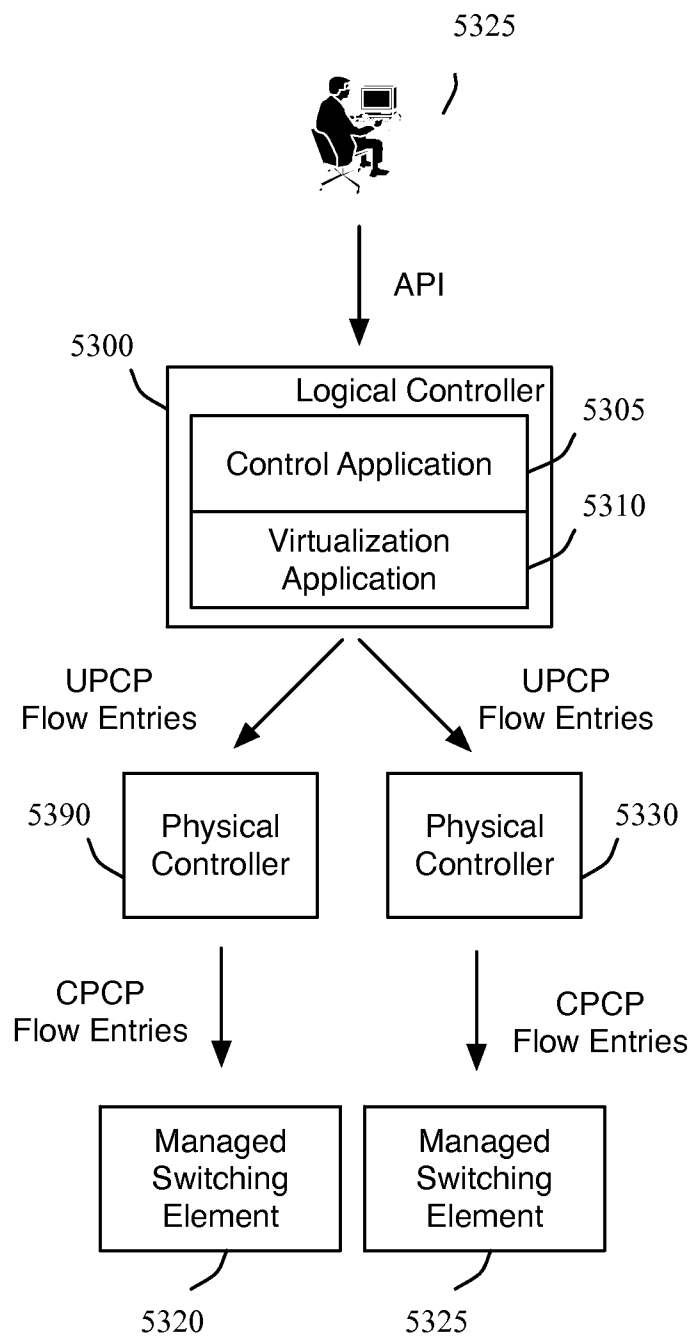 5325
API
5300
Logical Controller
5305
Control Application
5310
Virtualization
Application
UPCP
Flow Entries
UPCP
Flow Entries
5390
Physical
Controller
Physical
Controller
5330
CPCP
Flow Entries
CPCP
Flow Entries
Managed
Switching
Element
Managed
Switching
Element
5320
5325